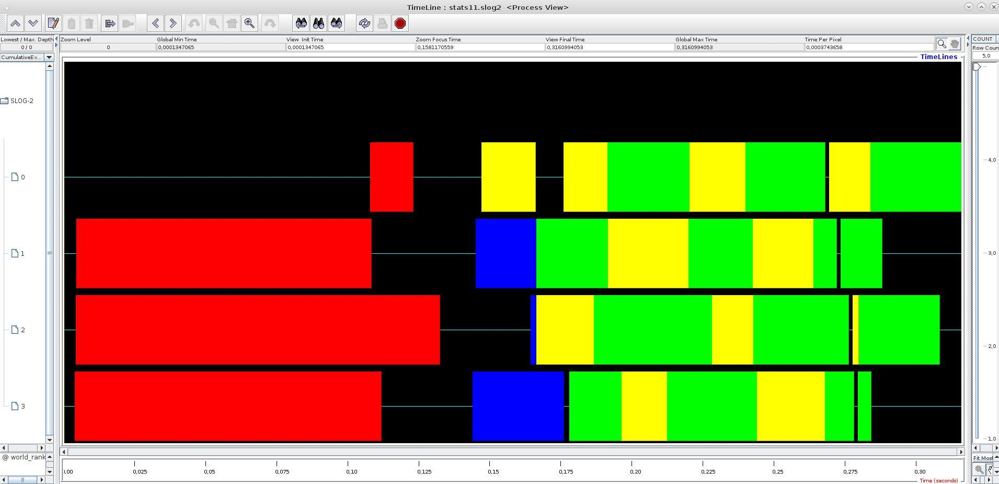 TimeLine : stats11.slog2 <Process View>
Lowest / Max. Depth
Zoom Level
Global Min Time
View Init Time
Zoom Focus Time
View Final Time
Global Max Time
Time Per Pixel
COUNT
0 / 0
0
0,0001347065
0,0001347065
0,1581170559
0,3160994053
0,3160994053
0,0003743658
Row Coun
CumulativeEx...
TimeLines
5,0
SLOG-2
4,0
0
1
3,0
2
2,0
3
1,0
@ world_rank
Fit Most
0,00
0,025
0,05
0,075
0,10
0,125
0,15
0,175
0,20
0,225
0,25
0,275
0,30
Time (seconds)